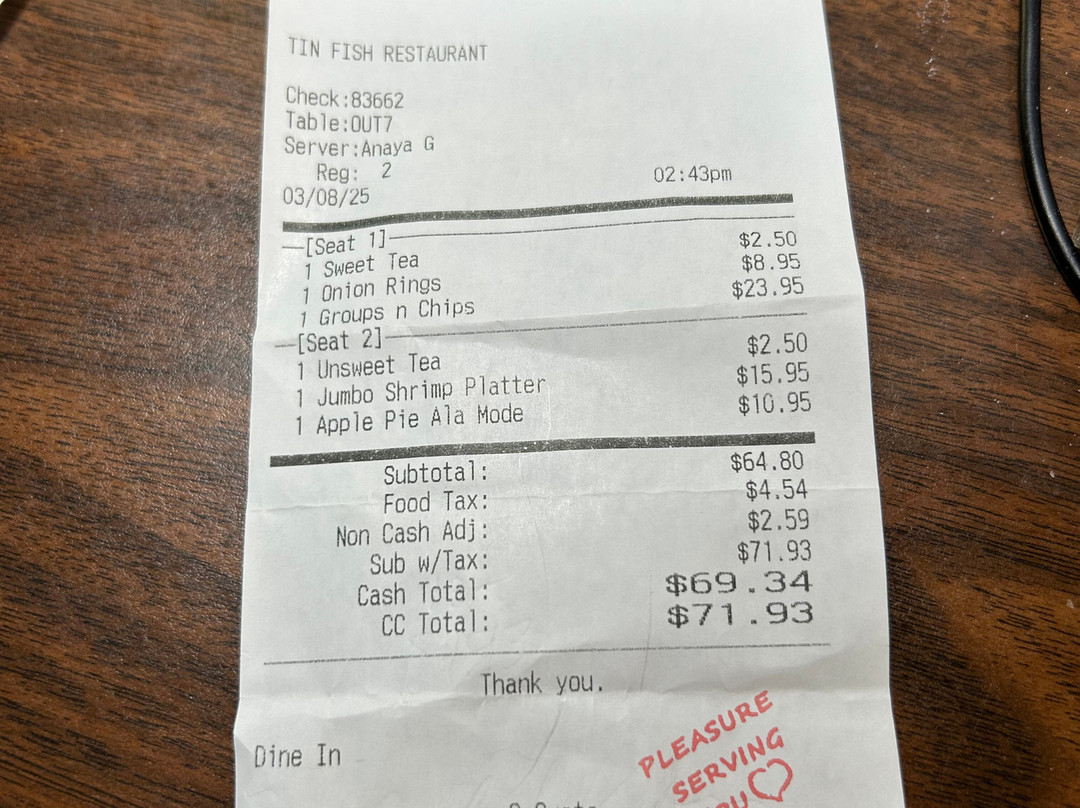 TIN FISH RESTAURANT
Check:83662
Table:OUT7
Server:Anaya G
Reg: 2 02:43pm
03/08/25
[Seat 1]
1 Sweet Tea $2.50
1 Onion Rings $8.95
1 Groups n Chips $23.95
[Seat 2]
1 Unsweet Tea $2.50
1 Jumbo Shrimp Platter $15.95
1 Apple Pie Ala Mode $10.95
Subtotal: $64.80
Food Tax: $4.54
Non Cash Adj: $2.59
Sub w/Tax: $71.93
Cash Total: $69.34
CC Total: $71.93
Thank you.
Dine In
PLEASURE
SERVING